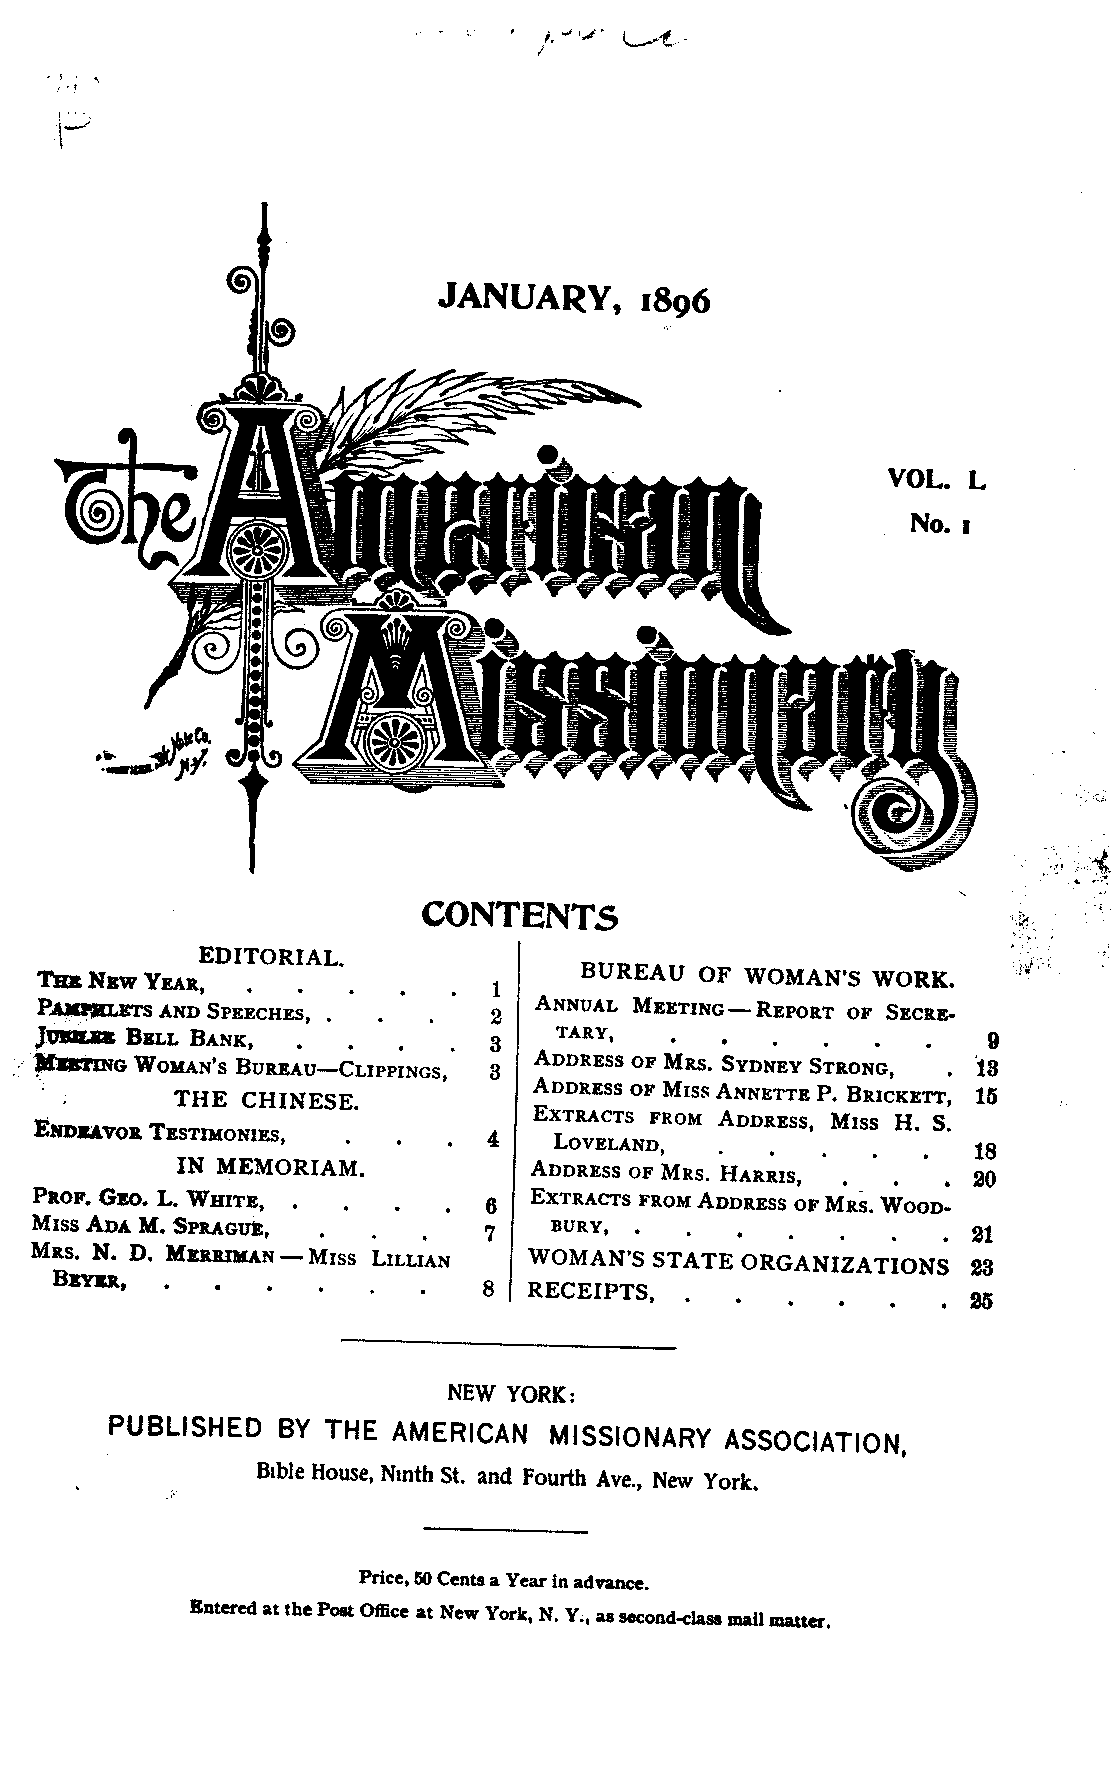 JANUARY, 1896
The American
VOL. L
No. 1
Missionary
Note Co.
N.Y.
CONTENTS
EDITORIAL.
THE NEW YEAR, . . . . . 1
PAMPHLETS AND SPEECHES, . . . 2
JUBILEE BELL BANK, . . . . 3
MEETING WOMAN'S BUREAU—CLIPPINGS, 3
THE CHINESE.
ENDEAVOR TESTIMONIES, . . . 4
IN MEMORIAM.
PROF. GEO. L. WHITE, . . . . 6
MISS ADA M. SPRAGUE, . . . 7
MRS. N. D. MERRIMAN — MISS LILLIAN
BEYER, . . . . . . 8
BUREAU OF WOMAN'S WORK.
ANNUAL MEETING—REPORT OF SECRE-
TARY, . . . . . . 9
ADDRESS OF MRS. SYDNEY STRONG, . 13
ADDRESS OF MISS ANNETTE P. BRICKETT, 15
EXTRACTS FROM ADDRESS, MISS H. S.
LOVELAND, . . . . . 18
ADDRESS OF MRS. HARRIS, . . . 20
EXTRACTS FROM ADDRESS OF MRS. WOOD-
BURY, . . . . . . . 21
WOMAN'S STATE ORGANIZATIONS 23
RECEIPTS, . . . . . . 25
NEW YORK:
PUBLISHED BY THE AMERICAN MISSIONARY ASSOCIATION,
Bible House, Ninth St. and Fourth Ave., New York.
Price, 50 Cents a Year in advance.
Entered at the Post Office at New York, N. Y., as second-class mail matter.